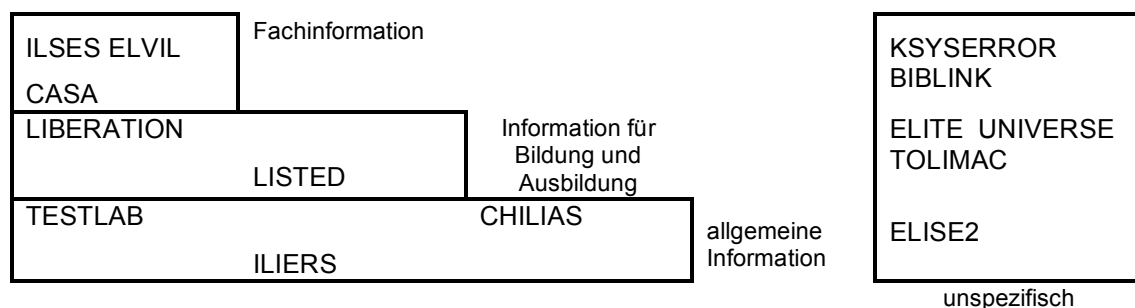 ILSES ELVIL
CASA
Fachinformation
LIBERATION
LISTED
Information für
Bildung und
Ausbildung
TESTLAB CHILIAS
ILIERS
allgemeine
Information
KSYSERROR
BIBLINK
ELITE UNIVERSE
TOLIMAC
ELISE2
unspezifisch